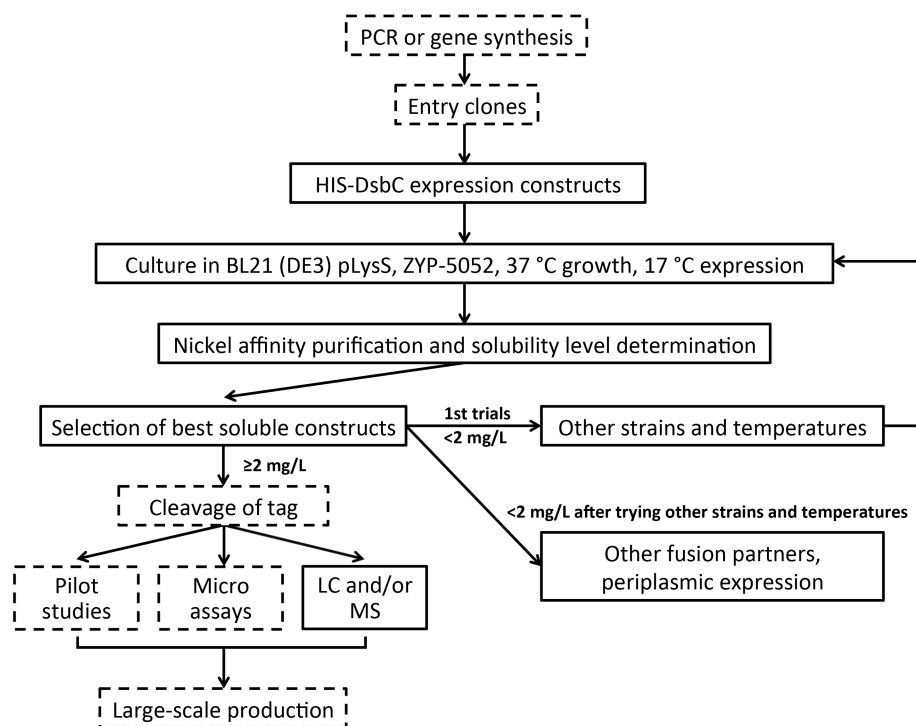 PCR or gene synthesis
Entry clones
HIS-DsbC expression constructs
Culture in BL21 (DE3) pLysS, ZYP-5052, 37 °C growth, 17 °C expression
Nickel affinity purification and solubility level determination
Selection of best soluble constructs
1st trials
<2 mg/L
Other strains and temperatures
≥2 mg/L
Cleavage of tag
<2 mg/L after trying other strains and temperatures
Other fusion partners,
periplasmic expression
Pilot
studies
Micro
assays
LC and/or
MS
Large-scale production